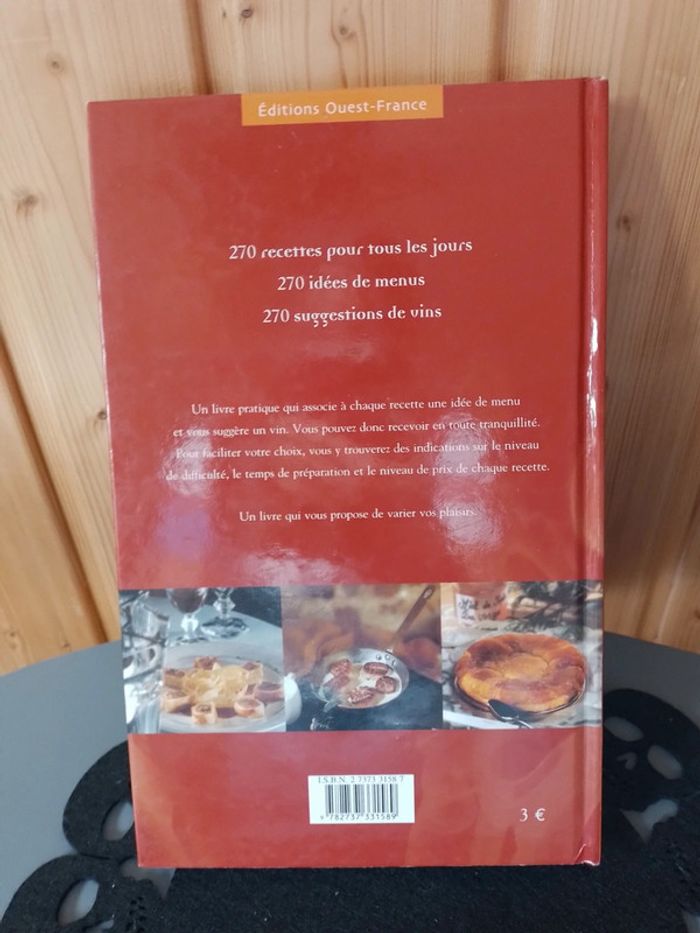 Éditions Ouest-France
270 recettes pour tous les jours
270 idées de menus
270 suggestions de vins
Un livre pratique qui associe à chaque recette une idée de menu
et vous suggère un vin. Vous pouvez donc recevoir en toute tranquillité.
Pour faciliter votre choix, vous y trouverez des indications sur le niveau
de difficulté, le temps de préparation et le niveau de prix de chaque recette.
Un livre qui vous propose de varier vos plaisirs.
I.S.B.N. 2 7373 3158 7
9 782737 331589
3 €